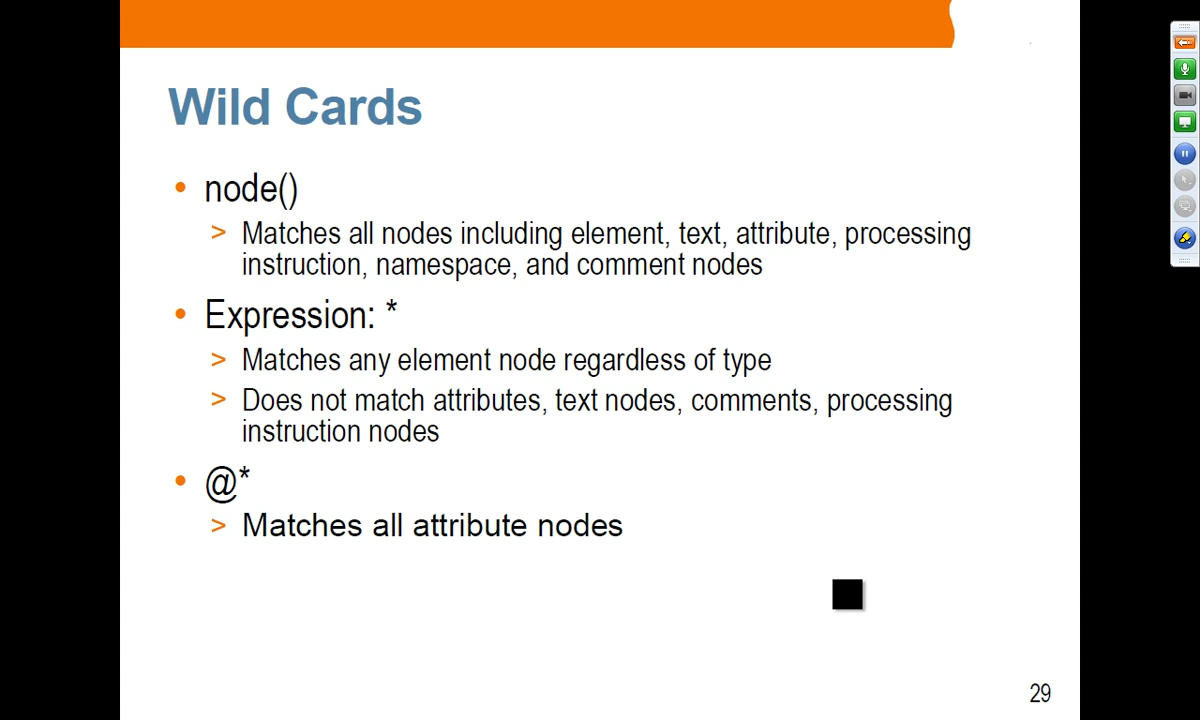 Wild Cards
• node()
> Matches all nodes including element, text, attribute, processing
instruction, namespace, and comment nodes
• Expression: *
> Matches any element node regardless of type
> Does not match attributes, text nodes, comments, processing
instruction nodes
• @*
> Matches all attribute nodes
29